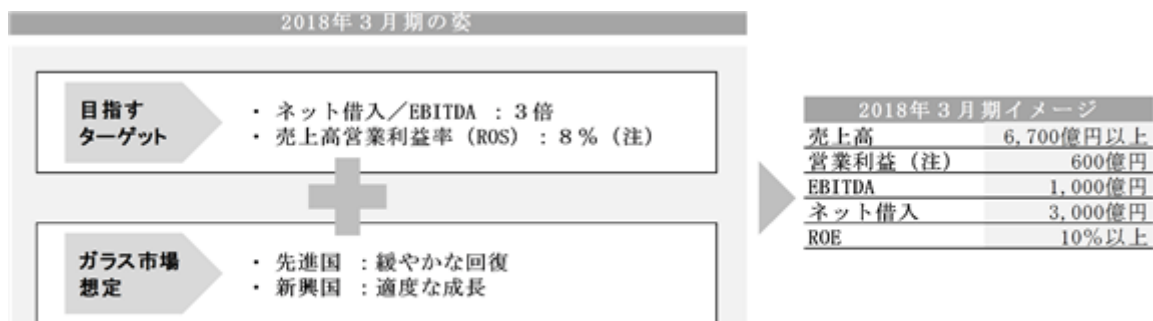 2018年３月期の姿
目指す
ターゲット
・ ネット借入／EBITDA ：３倍
・ 売上高営業利益率（ROS）：８％（注）
ガラス市場
想定
・ 先進国 ：緩やかな回復
・ 新興国 ：適度な成長
2018年３月期イメージ
売上高 6,700億円以上
営業利益（注） 600億円
EBITDA 1,000億円
ネット借入 3,000億円
ROE 10％以上